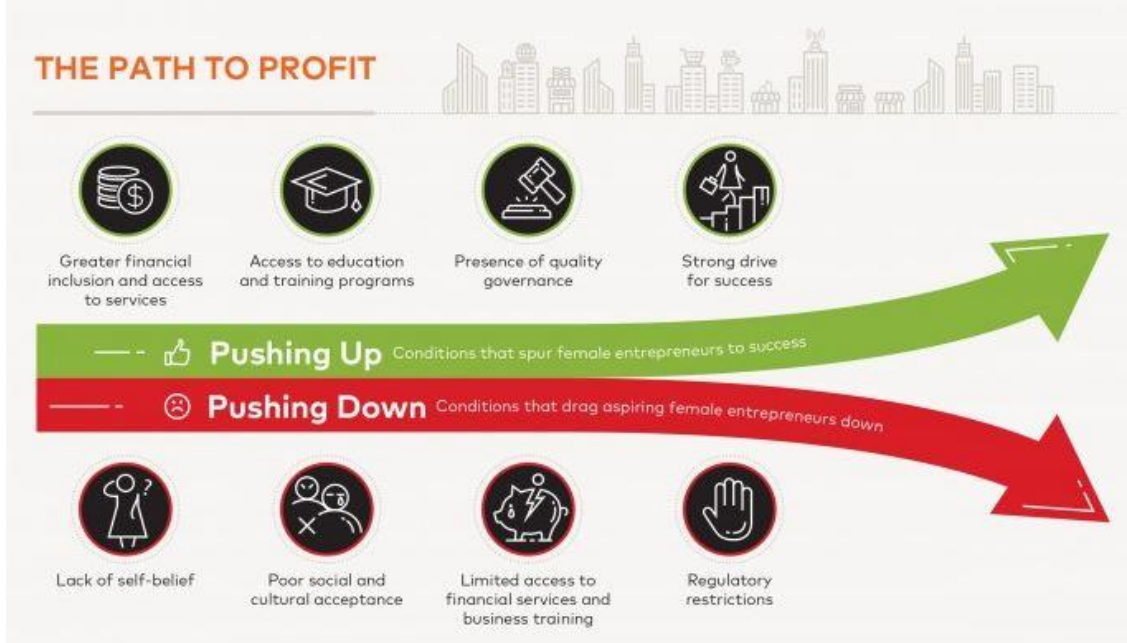 THE PATH TO PROFIT
$
Greater financial
inclusion and access
to services
Access to education
and training programs
Presence of quality
governance
Strong drive
for success
Pushing Up Conditions that spur female entrepreneurs to success
Pushing Down Conditions that drag aspiring female entrepreneurs down
?
Lack of self-belief
Poor social and
cultural acceptance
Limited access to
financial services and
business training
Regulatory
restrictions